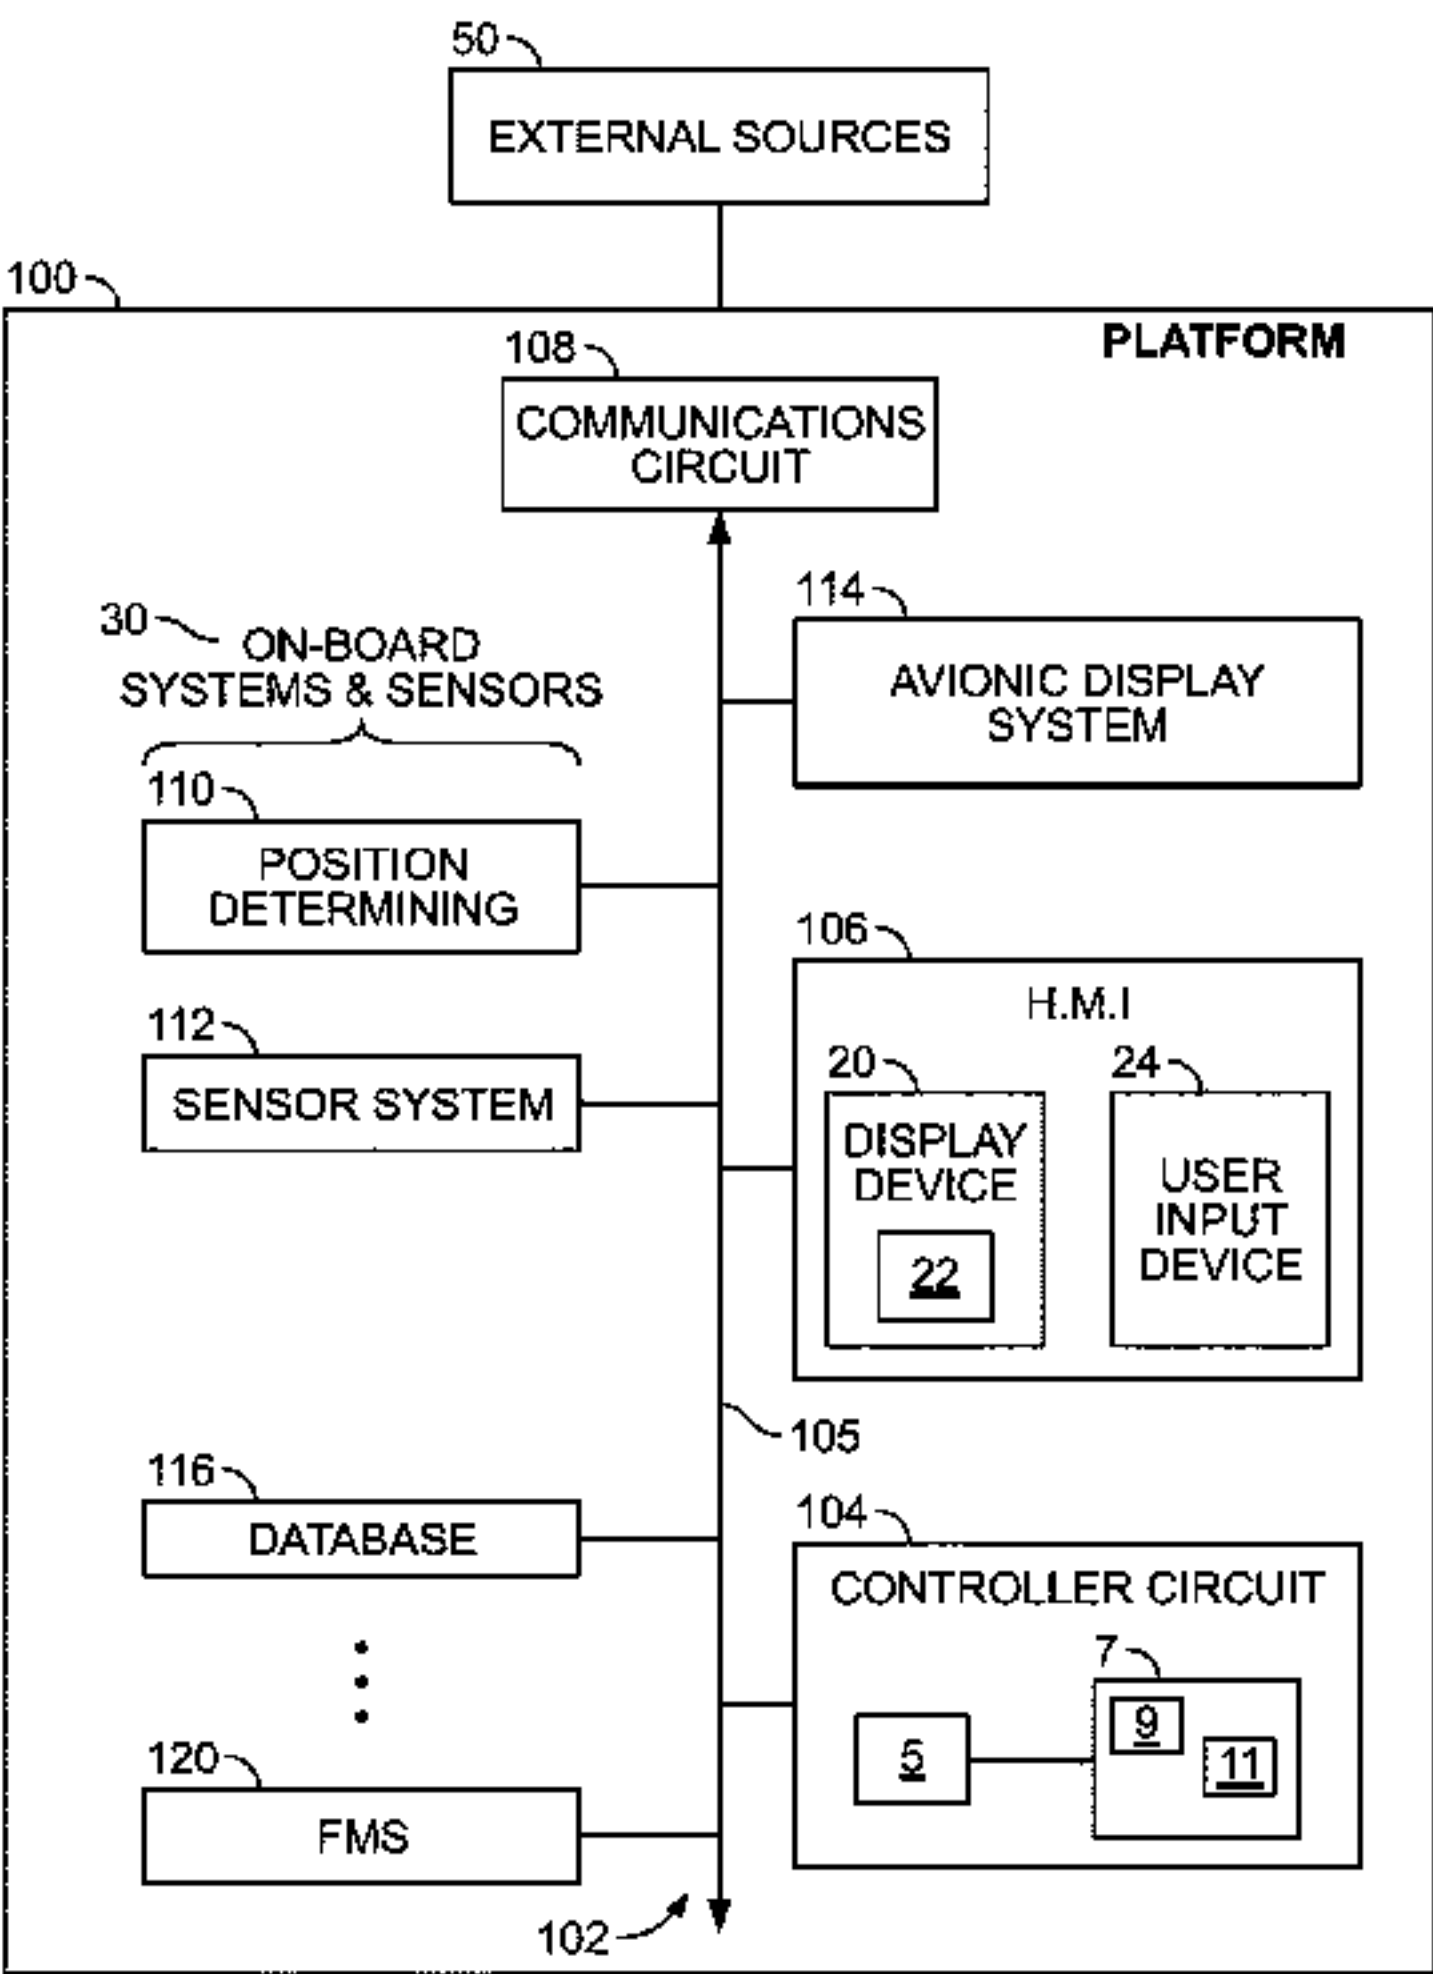 50
EXTERNAL SOURCES
100
PLATFORM
108
COMMUNICATIONS
CIRCUIT
30
ON-BOARD
SYSTEMS & SENSORS
114
AVIONIC DISPLAY
SYSTEM
110
POSITION
DETERMINING
106
H.M.I
112
SENSOR SYSTEM
20
DISPLAY
DEVICE
22
24
USER
INPUT
DEVICE
105
116
DATABASE
104
CONTROLLER CIRCUIT
7
9
5
11
120
FMS
102